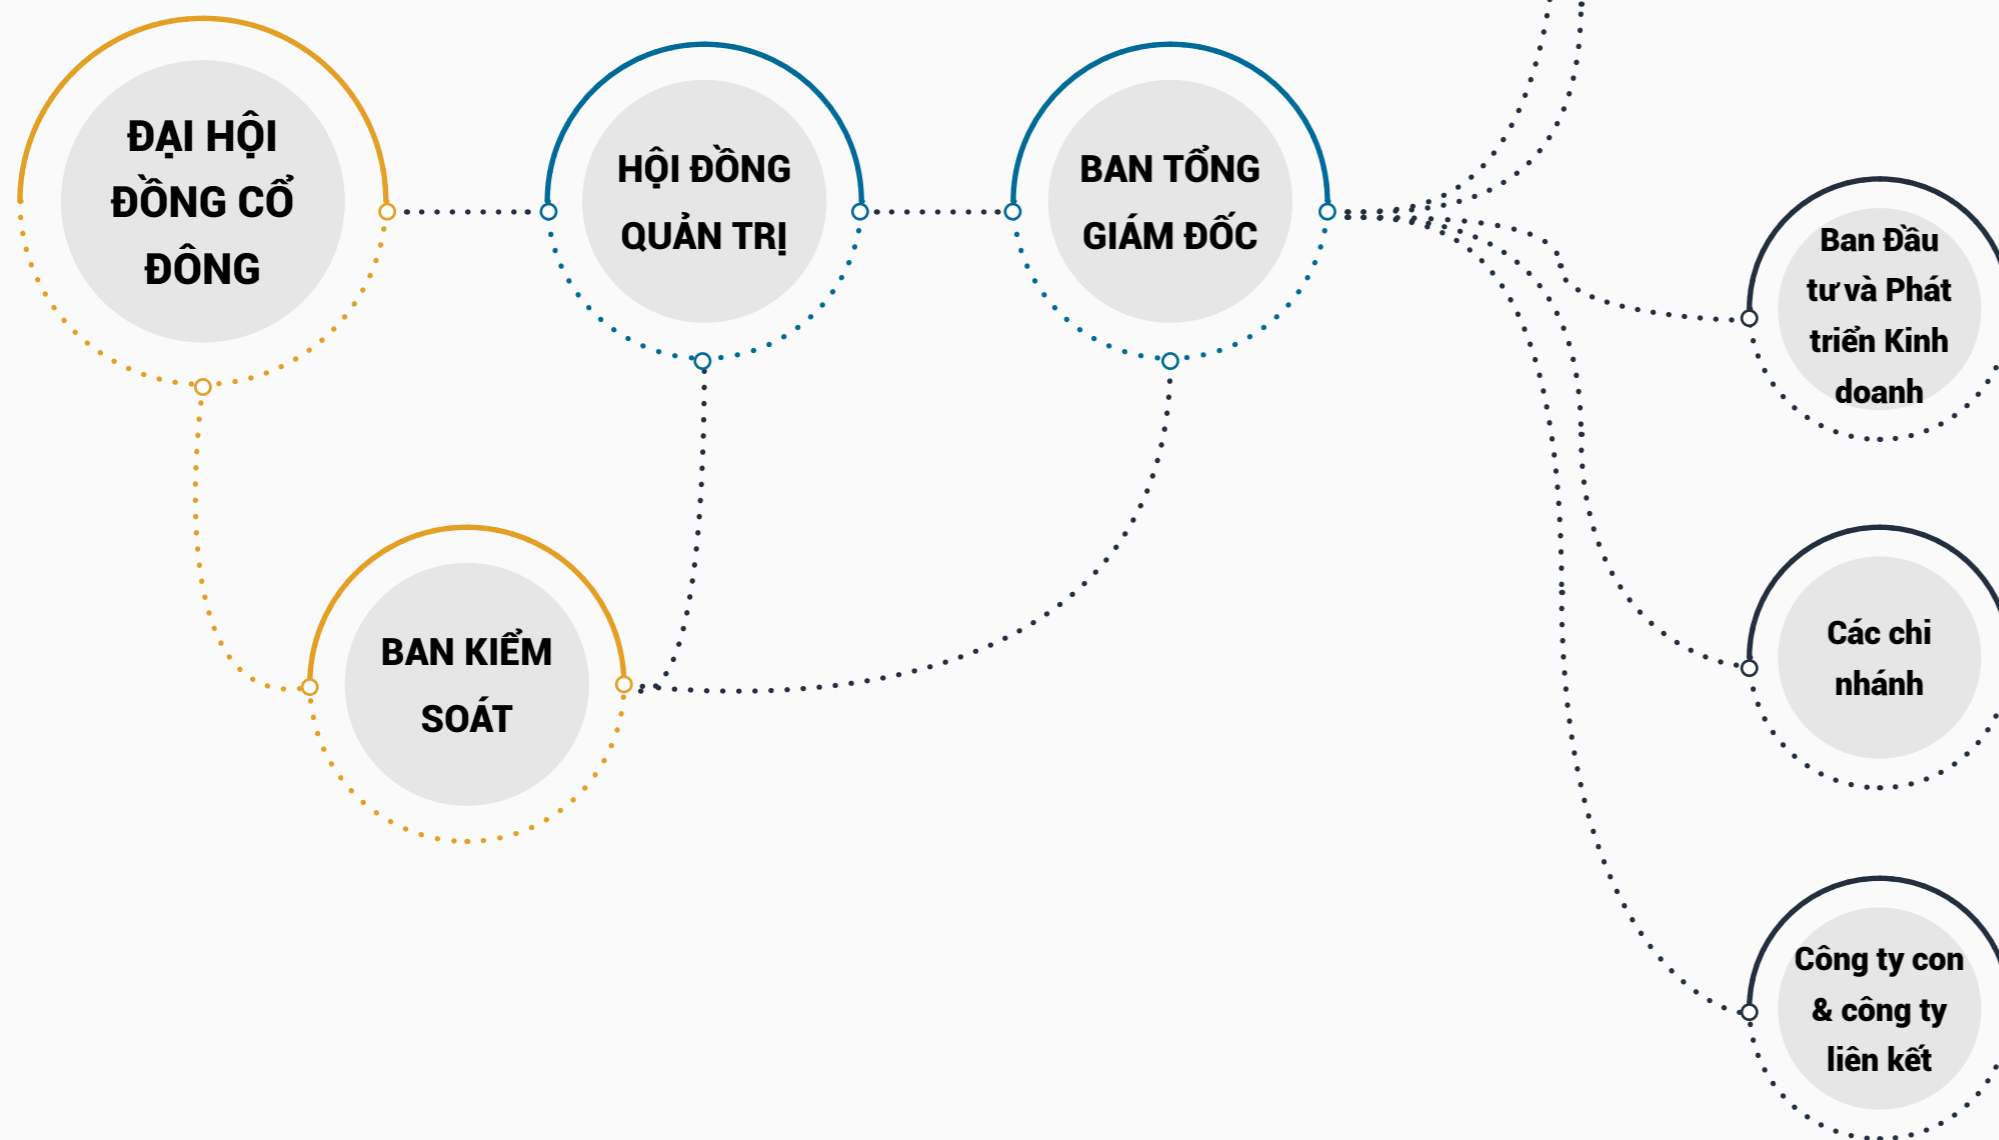 ĐẠI HỘI
ĐỒNG CỔ
ĐÔNG
HỘI ĐỒNG
QUẢN TRỊ
BAN TỔNG
GIÁM ĐỐC
Ban Đầu
tư và Phát
triển Kinh
doanh
BAN KIỂM
SOÁT
Các chi
nhánh
Công ty con
& công ty
liên kết